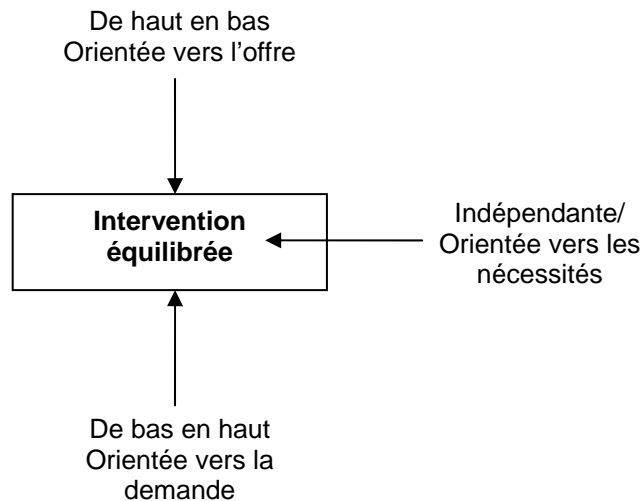 De haut en bas
Orientée vers l'offre
Intervention
équilibrée
Indépendante/
Orientée vers les
nécessités
De bas en haut
Orientée vers la
demande